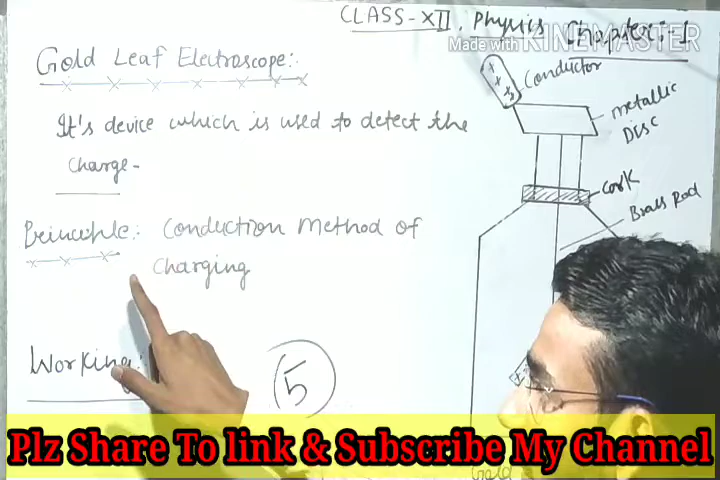 CLASS-XII, Physics Chapter:-1
Made with KINEMASTER
Gold Leaf Electroscope:-
Conductor
metallic
Disc
It's device which is used to detect the
Charge-
Cork
Brass Rod
Principle:- Conduction Method of
Charging
Working:
5
Gold
Plz Share To link & Subscribe My Channel